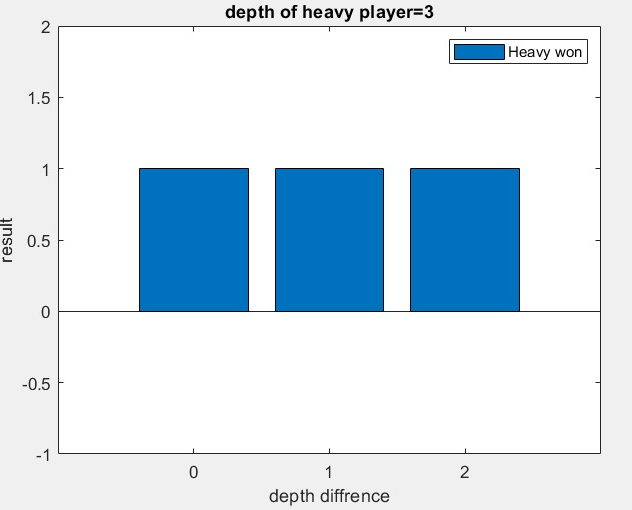 depth of heavy player=3
Heavy won
2
1.5
1
0.5
0
-0.5
-1
result
0 1 2
depth diffrence